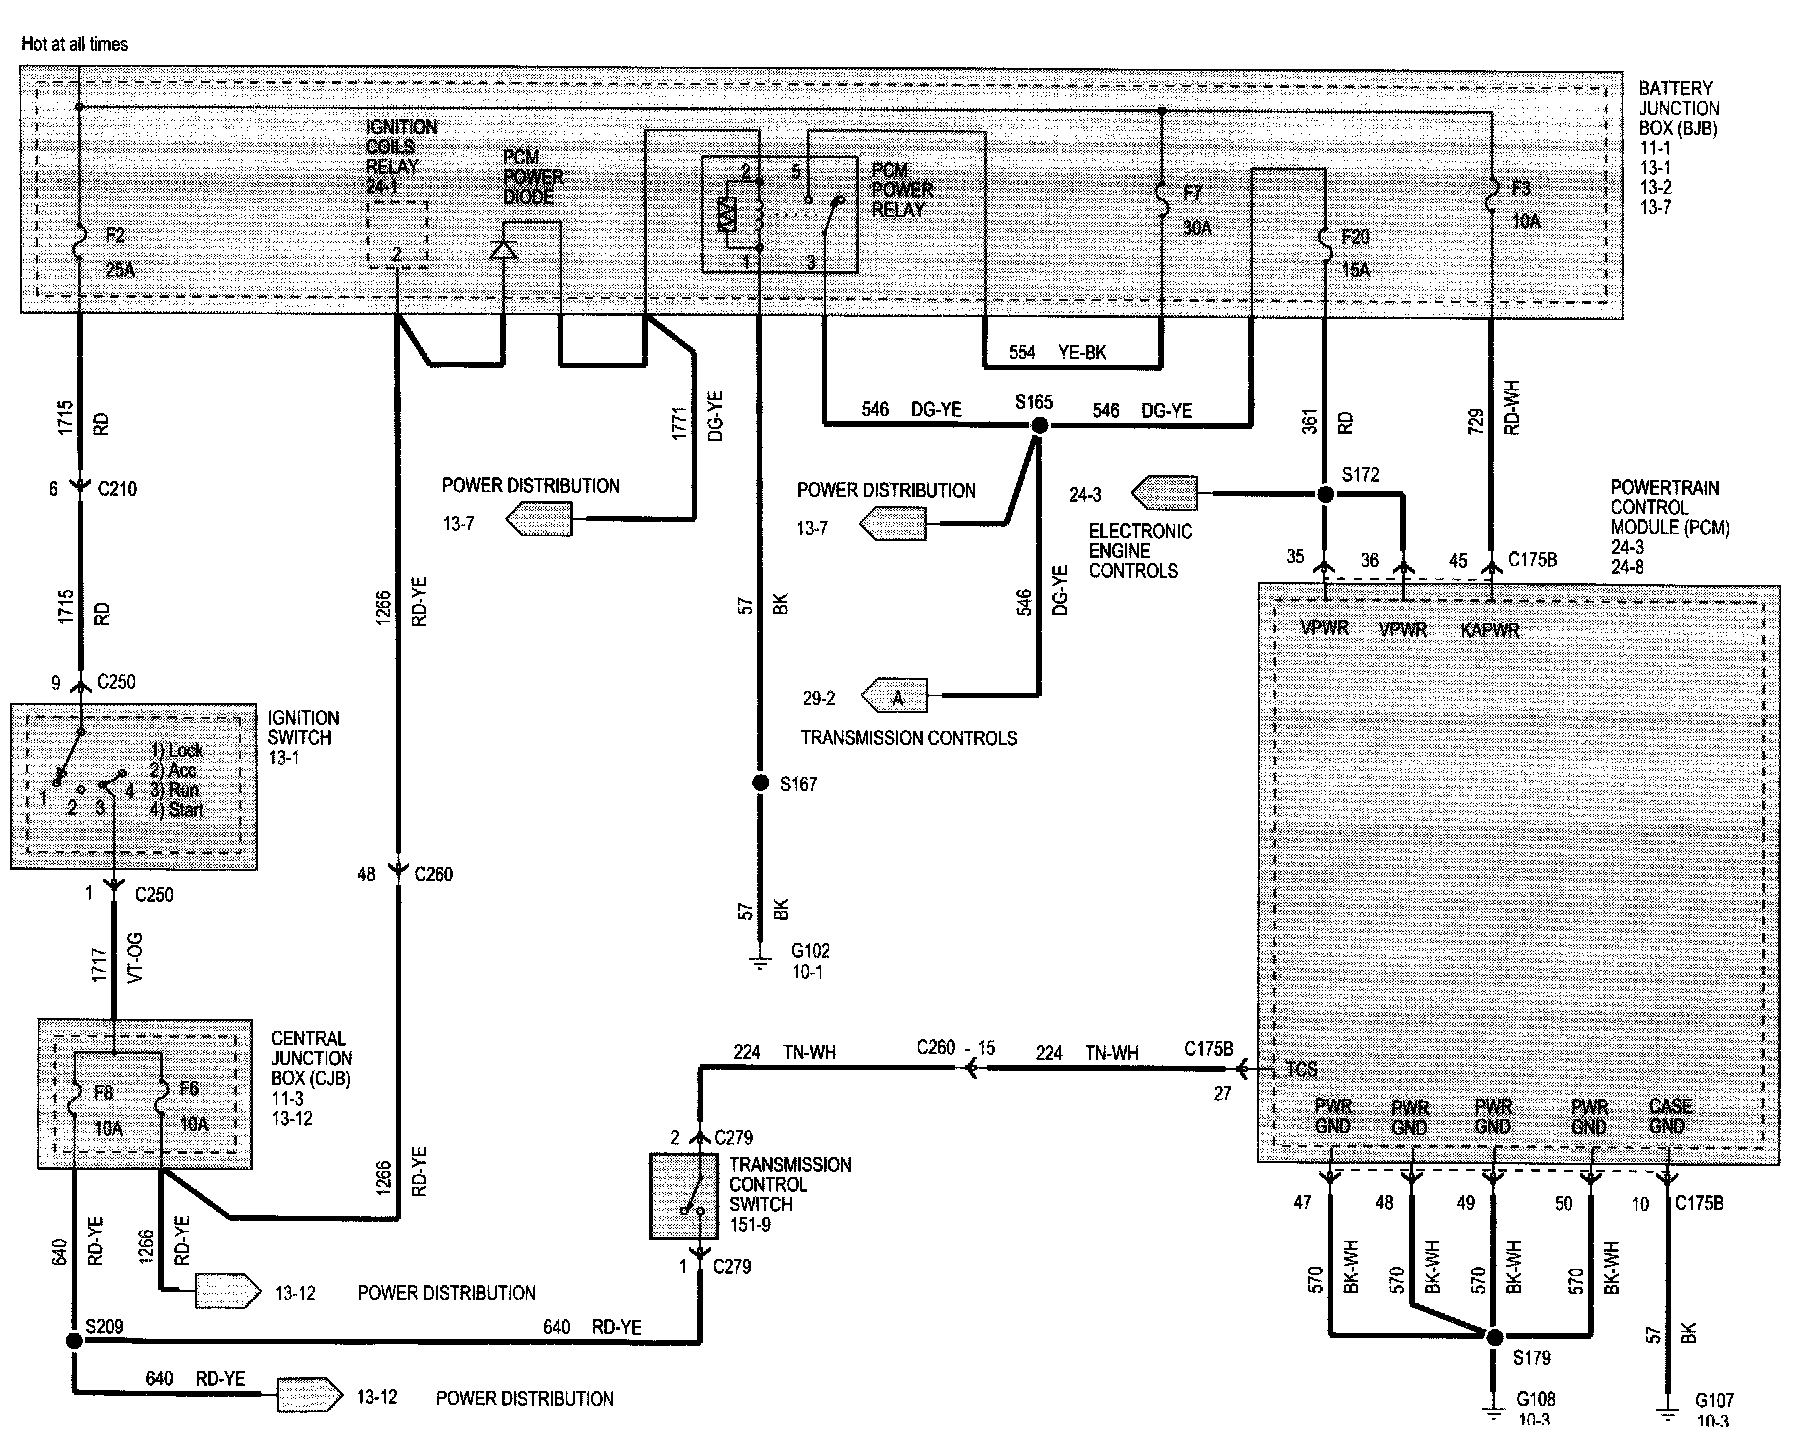 Hot at all times
BATTERY
JUNCTION
BOX (BJB)
11-1
13-1
13-2
13-7
IGNITION
COILS
RELAY
24-1
2
PCM
POWER
DIODE
2
5
1
3
PCM
POWER
RELAY
F2
25A
F7
30A
F20
15A
F3
10A
554 YE-BK
546 DG-YE
S165
546 DG-YE
1715
RD
1771
DG-YE
361
RD
729
RD-WH
6
C210
POWER DISTRIBUTION
13-7
POWER DISTRIBUTION
13-7
24-3
S172
ELECTRONIC
ENGINE
CONTROLS
POWERTRAIN
CONTROL
MODULE (PCM)
24-3
24-8
35
36
45
C175B
VPWR
VPWR
KAPWR
1715
RD
1266
RD-YE
57
BK
546
DG-YE
9
C250
IGNITION
SWITCH
13-1
1) Lock
2) Acc
3) Run
4) Start
1
2
3
4
29-2
A
TRANSMISSION CONTROLS
S167
1
C250
48
C260
57
BK
G102
10-1
1717
VT-OG
CENTRAL
JUNCTION
BOX (CJB)
11-3
13-12
F8
10A
F6
10A
224 TN-WH
C260 - 15
224 TN-WH
C175B
27
TCS
PWR
GND
PWR
GND
PWR
GND
PWR
GND
CASE
GND
2
C279
TRANSMISSION
CONTROL
SWITCH
151-9
1
C279
1266
RD-YE
640
RD-YE
1266
RD-YE
47
48
49
50
10
C175B
570
BK-WH
570
BK-WH
570
BK-WH
570
BK-WH
57
BK
13-12
POWER DISTRIBUTION
S209
640 RD-YE
640 RD-YE
13-12
POWER DISTRIBUTION
S179
G108
10-3
G107
10-3